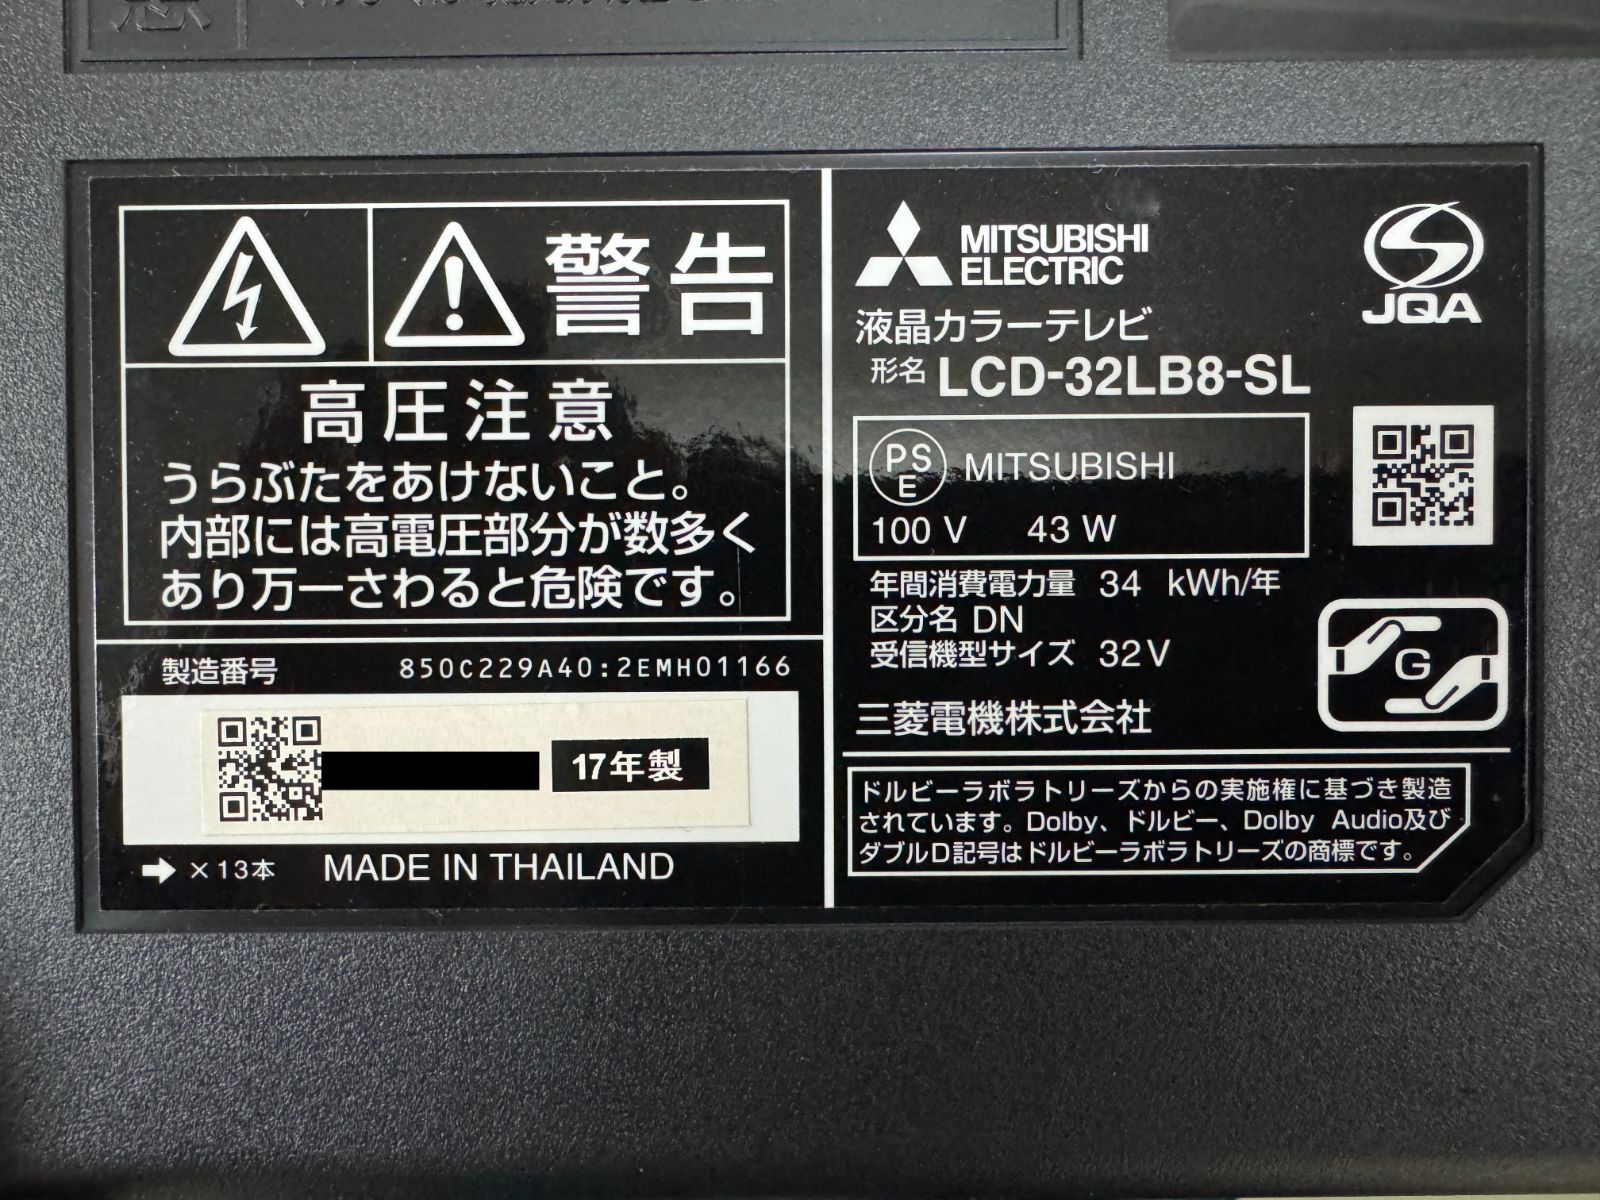 警告
高圧注意
うらぶたをあけないこと。
内部には高電圧部分が数多く
あり万一さわると危険です。
製造番号 850C229A40:2EMH01166
17年製
➡ ×13本 MADE IN THAILAND
MITSUBISHI
ELECTRIC
JQA
液晶カラーテレビ
形名 LCD-32LB8-SL
PS
E
MITSUBISHI
100 V 43 W
年間消費電力量 34 kWh/年
区分名 DN
受信機型サイズ 32V
G
三菱電機株式会社
ドルビーラボラトリーズからの実施権に基づき製造
されています。Dolby、ドルビー、Dolby Audio及び
ダブルD記号はドルビーラボラトリーズの商標です。